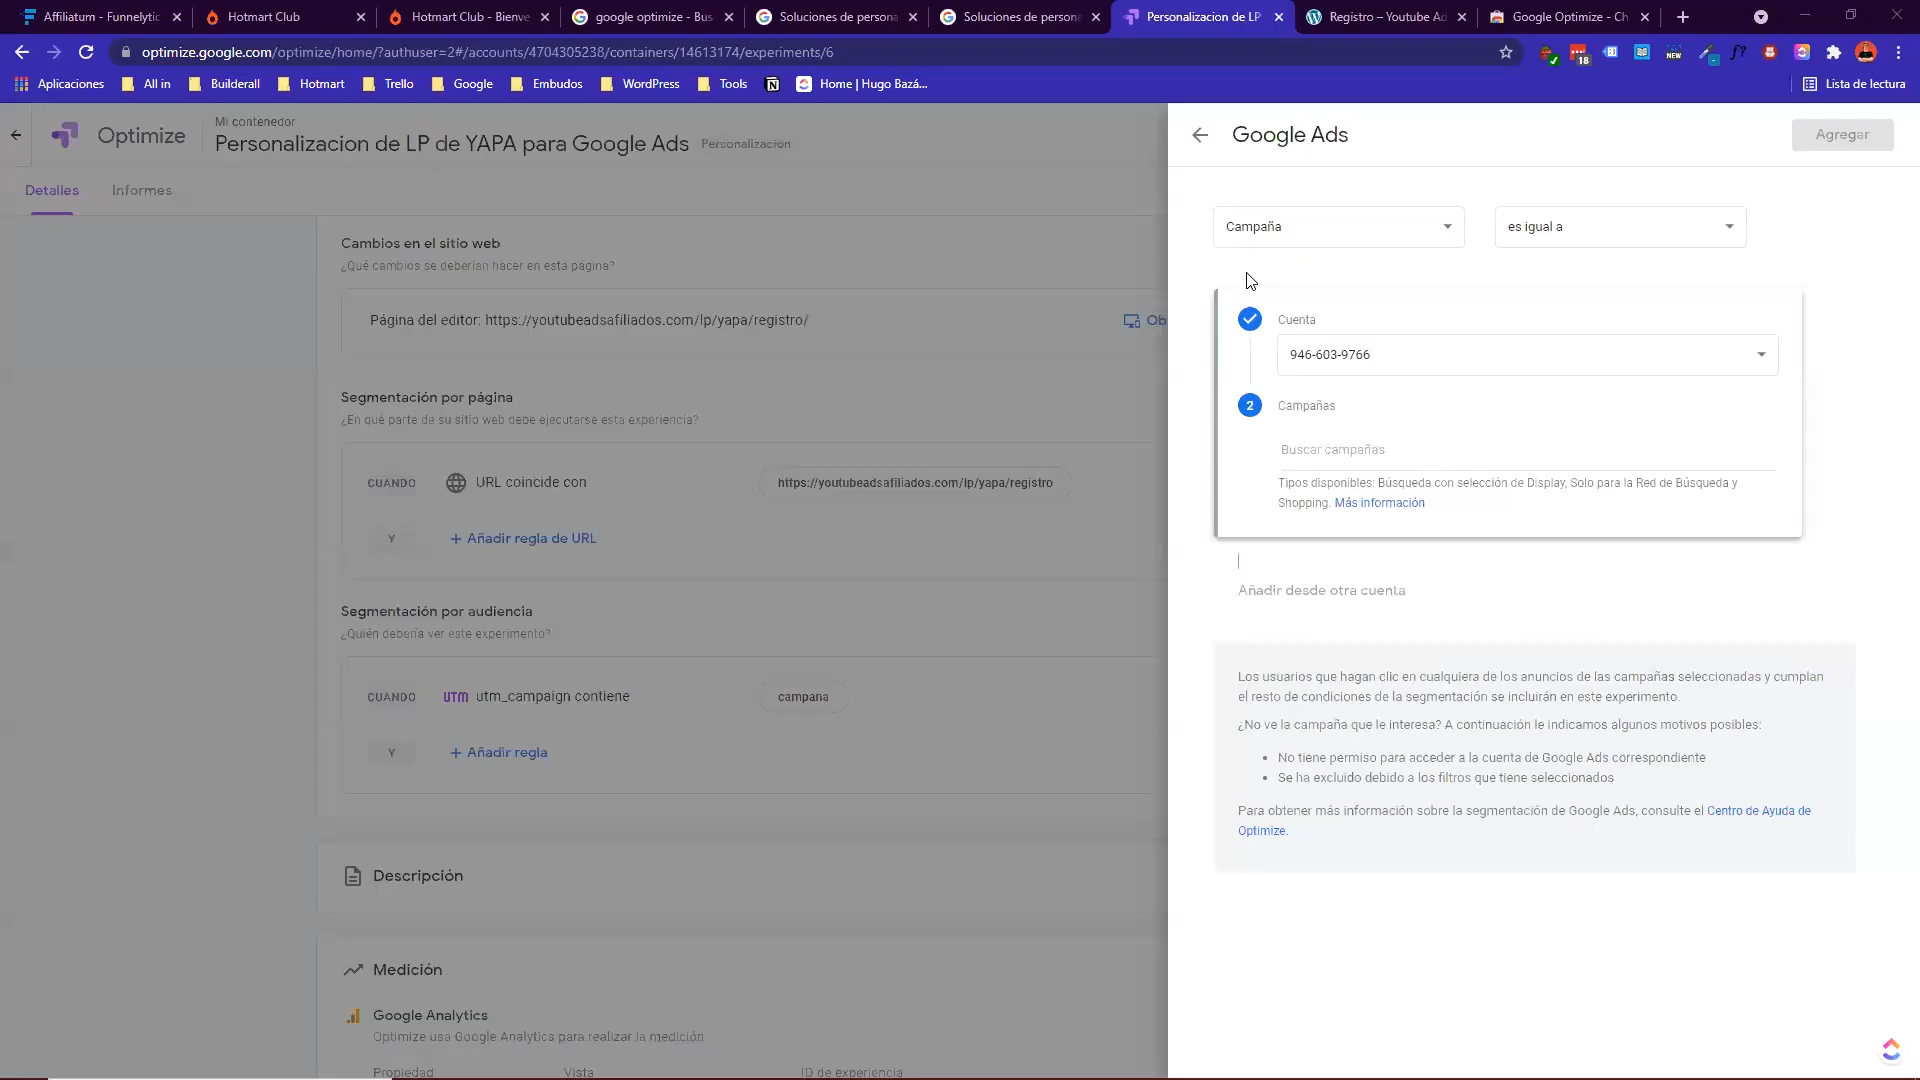 Affiliatum - Funnelytic
Hotmart Club
Hotmart Club - Bienve
google optimize - Bus
Soluciones de persona
Soluciones de persona
Personalizacion de LP
Registro – Youtube Ad
Google Optimize - Ch
optimize.google.com/optimize/home/?authuser=2#/accounts/4704305238/containers/14613174/experiments/6
18
NEW
f?
Aplicaciones
All in
Builderall
Hotmart
Trello
Google
Embudos
WordPress
Tools
Home | Hugo Bazá...
Lista de lectura
Optimize
Mi contenedor
Personalizacion de LP de YAPA para Google Ads
Personalización
Detalles
Informes
Cambios en el sitio web
¿Qué cambios se deberían hacer en esta página?
Página del editor: https://youtubeadsafiliados.com/lp/yapa/registro/
Ob
Segmentación por página
¿En qué parte de su sitio web debe ejecutarse esta experiencia?
CUANDO
URL coincide con
https://youtubeadsafiliados.com/lp/yapa/registro
Y
+ Añadir regla de URL
Segmentación por audiencia
¿Quién debería ver este experimento?
CUANDO
UTM
utm_campaign contiene
campana
Y
+ Añadir regla
Descripción
Medición
Google Analytics
Optimize usa Google Analytics para realizar la medición
Propiedad
Vista
ID de experiencia
Google Ads
Agregar
Campaña
es igual a
Cuenta
946-603-9766
2
Campañas
Buscar campañas
Tipos disponibles: Búsqueda con selección de Display, Solo para la Red de Búsqueda y
Shopping. Más información
Añadir desde otra cuenta
Los usuarios que hagan clic en cualquiera de los anuncios de las campañas seleccionadas y cumplan
el resto de condiciones de la segmentación se incluirán en este experimento.
¿No ve la campaña que le interesa? A continuación le indicamos algunos motivos posibles:
No tiene permiso para acceder a la cuenta de Google Ads correspondiente
Se ha excluido debido a los filtros que tiene seleccionados
Para obtener más información sobre la segmentación de Google Ads, consulte el Centro de Ayuda de
Optimize.